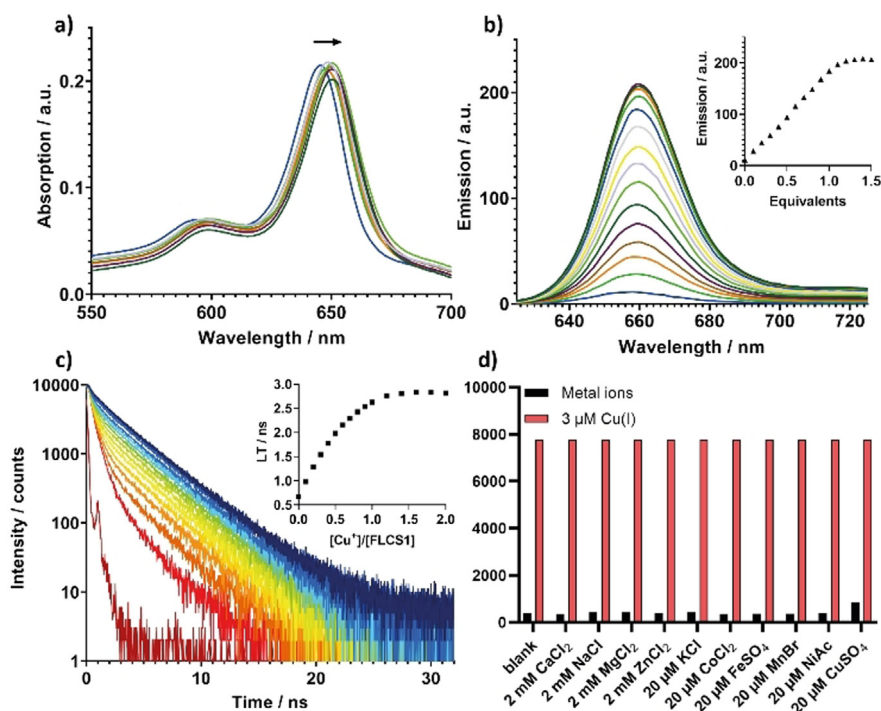 a)
0.2
0.1
0.0
Absorption / a.u.
550
600
650
700
Wavelength / nm
b)
200
100
0
Emission / a.u.
640
660
680
700
720
Wavelength / nm
200
100
0
Emission / a.u.
0.0
0.5
1.0
1.5
Equivalents
c)
10000
1000
100
10
1
Intensity / counts
0
10
20
30
Time / ns
3.0
2.5
2.0
1.5
1.0
0.5
LT / ns
0.0
0.5
1.0
1.5
2.0
[Cu⁺]/[FLCS1]
d)
10000
8000
6000
4000
2000
0
Metal ions
3 µM Cu(I)
blank
2 mM CaCl₂
2 mM NaCl
2 mM MgCl₂
2 mM ZnCl₂
20 µM KCl
20 µM CoCl₂
20 µM FeSO₄
20 µM MnBr
20 µM NiAc
20 µM CuSO₄